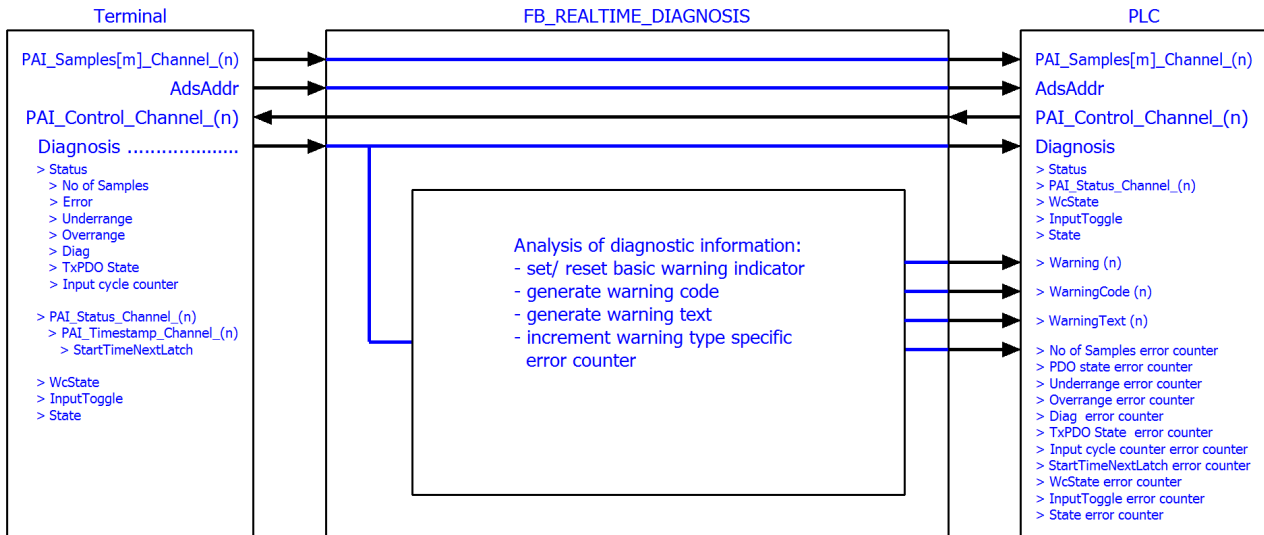 Terminal
FB_REALTIME_DIAGNOSIS
PLC
PAI_Samples[m]_Channel_(n)
AdsAddr
PAI_Control_Channel_(n)
Diagnosis ....................
> Status
> No of Samples
> Error
> Underrange
> Overrange
> Diag
> TxPDO State
> Input cycle counter
> PAI_Status_Channel_(n)
> PAI_Timestamp_Channel_(n)
> StartTimeNextLatch
> WcState
> InputToggle
> State
Analysis of diagnostic information:
- set/ reset basic warning indicator
- generate warning code
- generate warning text
- increment warning type specific
error counter
PAI_Samples[m]_Channel_(n)
AdsAddr
PAI_Control_Channel_(n)
Diagnosis
> Status
> PAI_Status_Channel_(n)
> WcState
> InputToggle
> State
> Warning (n)
> WarningCode (n)
> WarningText (n)
> No of Samples error counter
> PDO state error counter
> Underrange error counter
> Overrange error counter
> Diag  error counter
> TxPDO State  error counter
> Input cycle counter error counter
> StartTimeNextLatch error counter
> WcState error counter
> InputToggle error counter
> State error counter